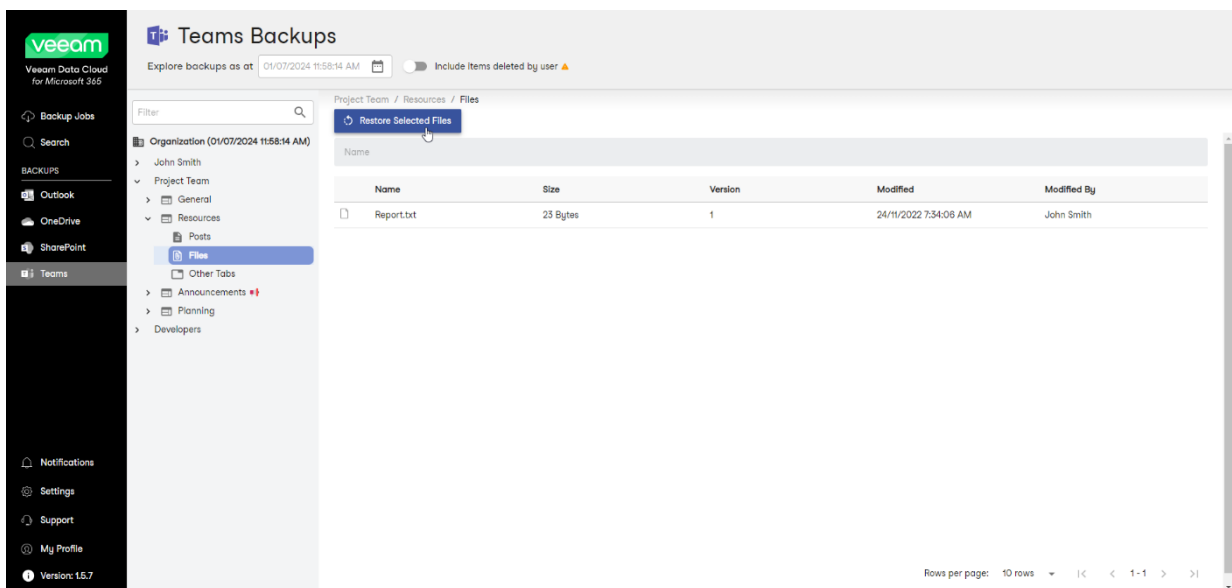 veeam
Veeam Data Cloud
for Microsoft 365
Backup Jobs
Search
BACKUPS
Outlook
OneDrive
SharePoint
Teams
Notifications
Settings
Support
My Profile
Version: 1.5.7
Teams Backups
Explore backups as at 01/07/2024 11:58:14 AM Include items deleted by user
Filter
Organization (01/07/2024 11:58:14 AM)
John Smith
Project Team
General
Resources
Posts
Files
Other Tabs
Announcements
Planning
Developers
Project Team / Resources / Files
Restore Selected Files
Name
Name Size Version Modified Modified By
Report.txt 23 Bytes 1 24/11/2022 7:34:06 AM John Smith
Rows per page: 10 rows 1-1